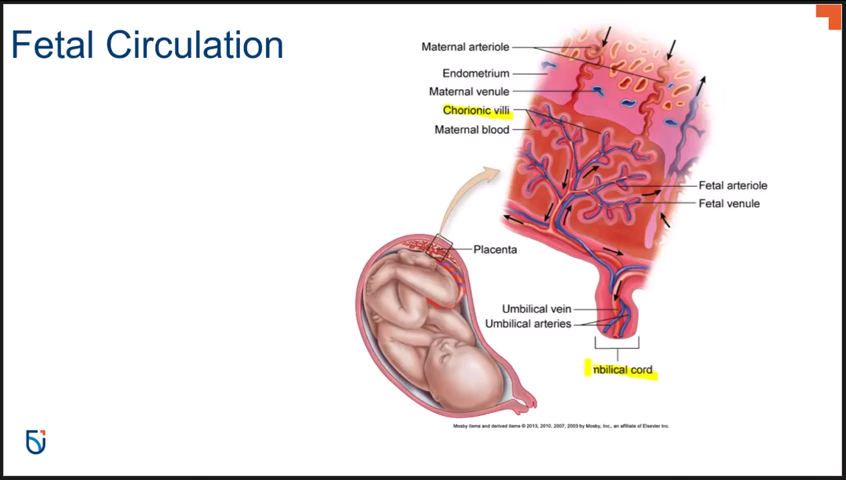 Fetal Circulation
Maternal arteriole
Endometrium
Maternal venule
Chorionic villi
Maternal blood
Fetal arteriole
Fetal venule
Placenta
Umbilical vein
Umbilical arteries
mbilical cord
Mosby items and derived items © 2013, 2010, 2007, 2003 by Mosby, Inc., an affiliate of Elsevier Inc.